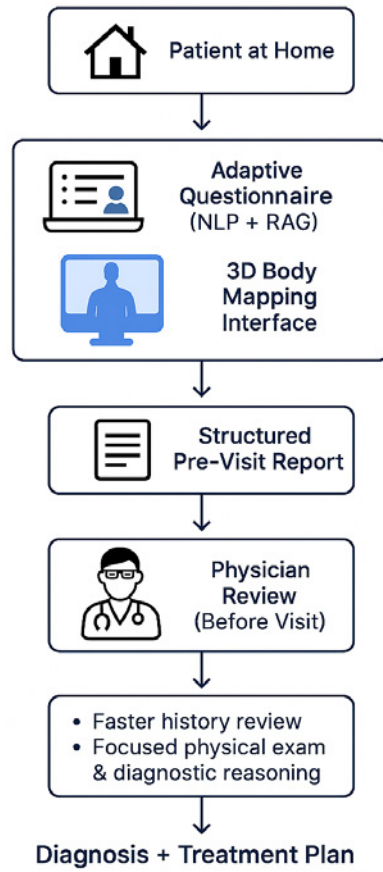 Patient at Home
Adaptive
Questionnaire
(NLP + RAG)
3D Body
Mapping
Interface
Structured
Pre-Visit Report
Physician
Review
(Before Visit)
• Faster history review
• Focused physical exam
& diagnostic reasoning
Diagnosis + Treatment Plan